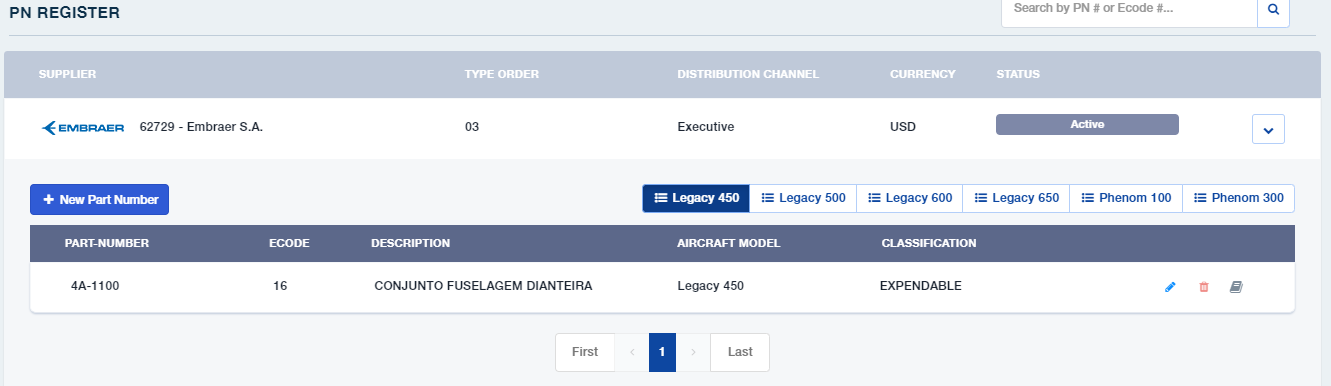 PN REGISTER
Search by PN # or Ecode #...
SUPPLIER TYPE ORDER DISTRIBUTION CHANNEL CURRENCY STATUS
EMBRAER 62729 - Embraer S.A. 03 Executive USD Active
+ New Part Number Legacy 450 Legacy 500 Legacy 600 Legacy 650 Phenom 100 Phenom 300
PART-NUMBER ECODE DESCRIPTION AIRCRAFT MODEL CLASSIFICATION
4A-1100 16 CONJUNTO FUSELAGEM DIANTEIRA Legacy 450 EXPENDABLE
First ‹ 1 › Last